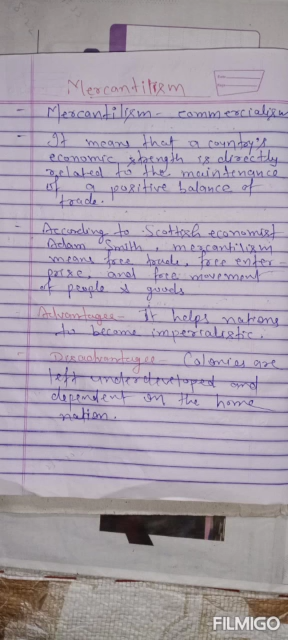 Mercantilism
- Mercantilism - commercialism
- It means that a country's
economic strength is directly
related to the maintenance
of a positive balance of
trade.
- According to Scottish economist
Adam Smith, mercantilism
means free trade, free enter-
prise, and free movement
of people & goods
- Advantages - It helps nations
to become imperialistic.
- Disadvantages - Colonies are
left underdeveloped and
dependent on the home
nation.
FILMIGO